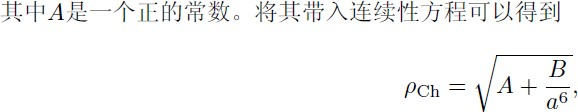 其中A是一个正的常数。将其带入连续性方程可以得到
ρ_Ch = √(A + B/a⁶),